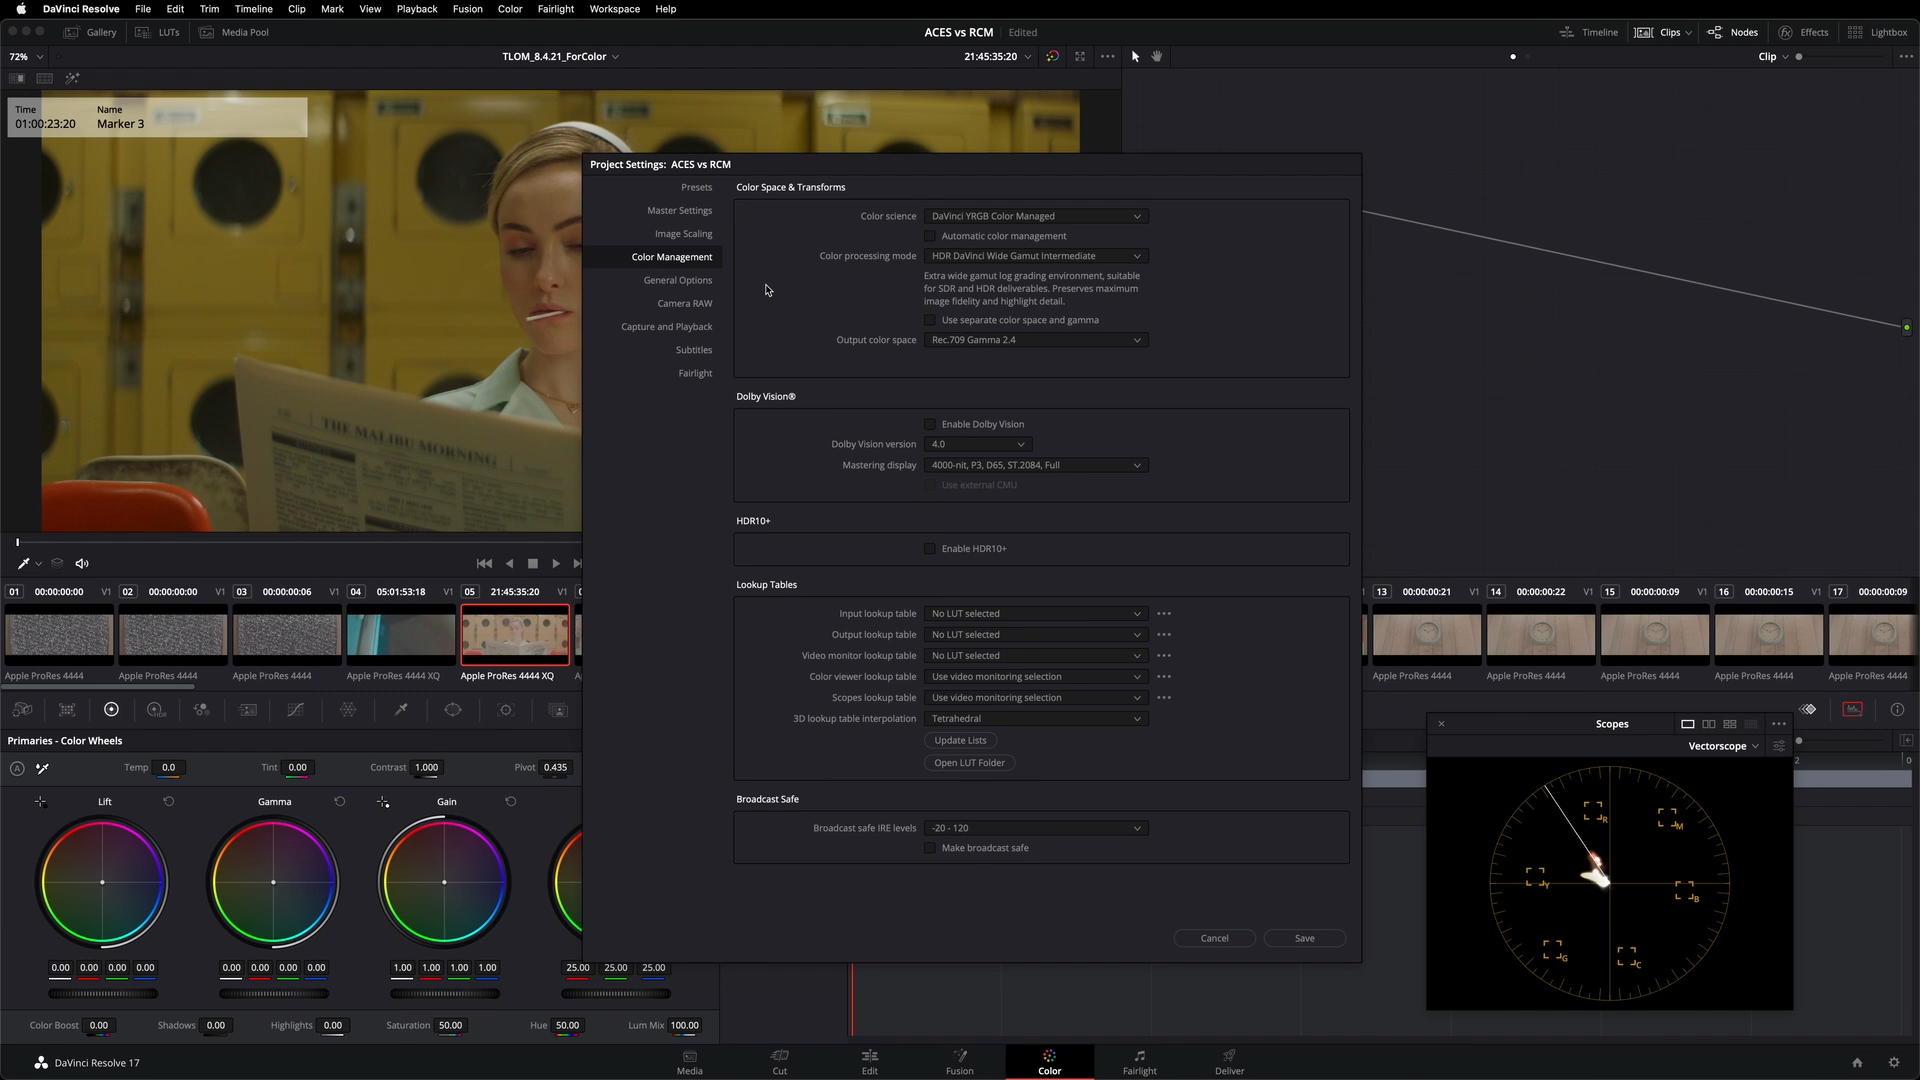 DaVinci Resolve File Edit Trim Timeline Clip Mark View Playback Fusion Color Fairlight Workspace Help
Gallery LUTs Media Pool ACES vs RCM Edited Timeline Clips Nodes Effects Lightbox
72% TLOM_8.4.21_ForColor 21:45:35:20 Clip
Time Name
01:00:23:20 Marker 3
THE MALIBU MORNING
Project Settings: ACES vs RCM
Presets
Master Settings
Image Scaling
Color Management
General Options
Camera RAW
Capture and Playback
Subtitles
Fairlight
Color Space & Transforms
Color science DaVinci YRGB Color Managed
Automatic color management
Color processing mode HDR DaVinci Wide Gamut Intermediate
Extra wide gamut log grading environment, suitable
for SDR and HDR deliverables. Preserves maximum
image fidelity and highlight detail.
Use separate color space and gamma
Output color space Rec.709 Gamma 2.4
Dolby Vision®
Enable Dolby Vision
Dolby Vision version 4.0
Mastering display 4000-nit, P3, D65, ST.2084, Full
Use external CMU
HDR10+
Enable HDR10+
Lookup Tables
Input lookup table No LUT selected
Output lookup table No LUT selected
Video monitor lookup table No LUT selected
Color viewer lookup table Use video monitoring selection
Scopes lookup table Use video monitoring selection
3D lookup table interpolation Tetrahedral
Update Lists
Open LUT Folder
Broadcast Safe
Broadcast safe IRE levels -20 - 120
Make broadcast safe
Cancel Save
01 00:00:00:00 V1 02 00:00:00:00 V1 03 00:00:00:06 V1 04 05:01:53:18 V1 05 21:45:35:20 V1
13 00:00:00:21 V1 14 00:00:00:22 V1 15 00:00:00:09 V1 16 00:00:00:15 V1 17 00:00:00:09
Apple ProRes 4444 Apple ProRes 4444 Apple ProRes 4444 Apple ProRes 4444 XQ Apple ProRes 4444 XQ
Apple ProRes 4444 Apple ProRes 4444 Apple ProRes 4444 Apple ProRes 4444 Apple ProRes 4444
HDR
Primaries - Color Wheels
A Temp 0.0 Tint 0.00 Contrast 1.000 Pivot 0.435
Lift Gamma Gain
0.00 0.00 0.00 0.00 0.00 0.00 0.00 0.00 1.00 1.00 1.00 1.00 25.00 25.00 25.00
Color Boost 0.00 Shadows 0.00 Highlights 0.00 Saturation 50.00 Hue 50.00 Lum Mix 100.00
Scopes
Vectorscope
R
M
Y
B
G
C
DaVinci Resolve 17 Media Cut Edit Fusion Color Fairlight Deliver